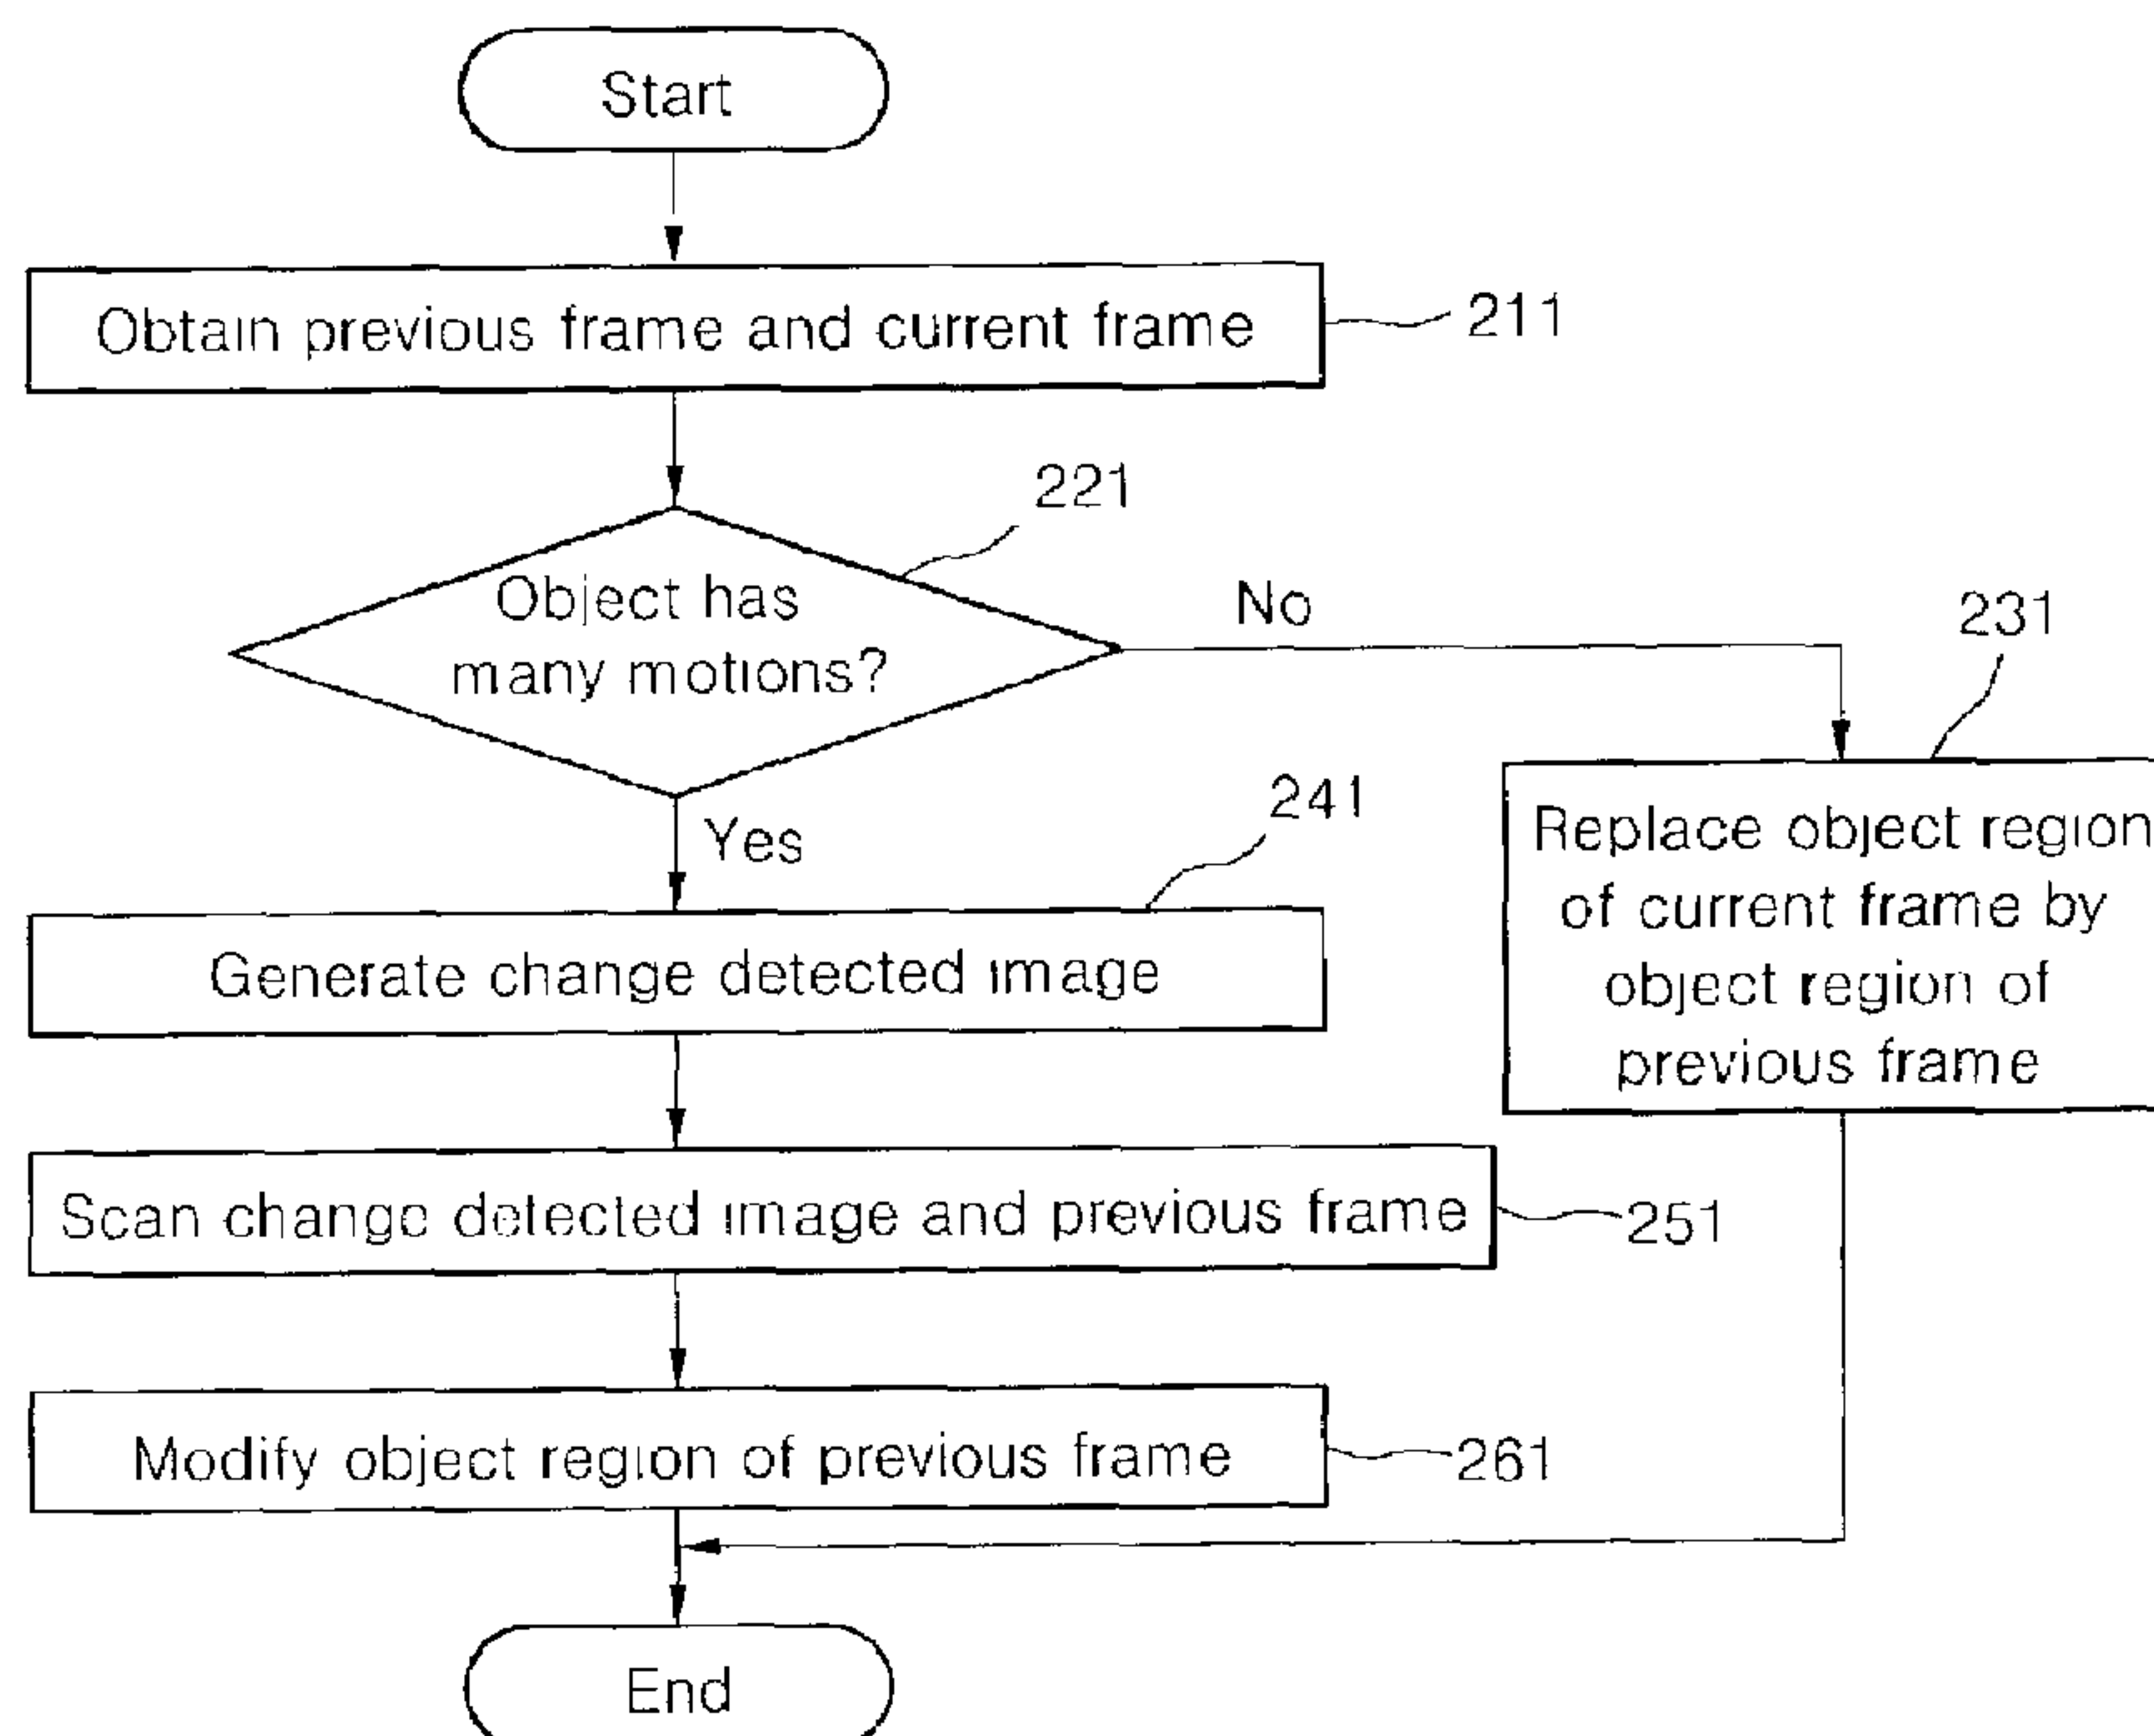 Start
Obtain previous frame and current frame
211
221
Object has
many motions?
No
231
Yes
241
Replace object region
of current frame by
object region of
previous frame
Generate change detected image
Scan change detected image and previous frame
251
Modify object region of previous frame
261
End